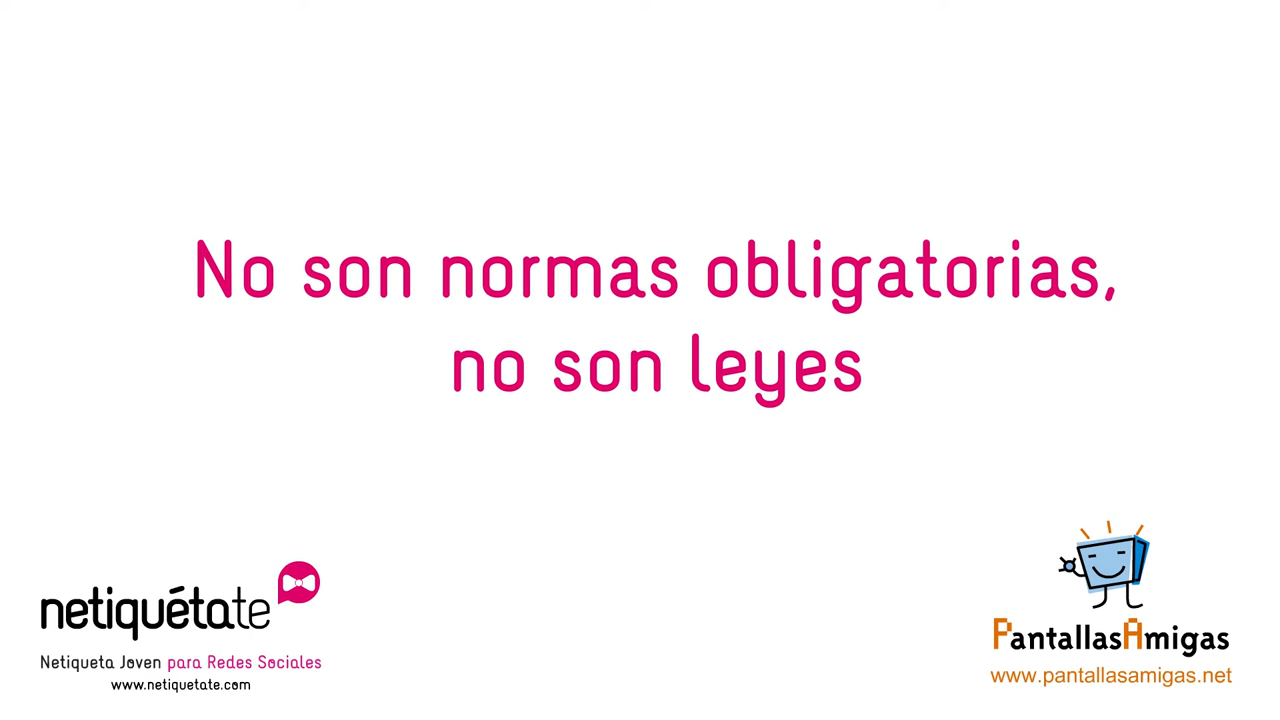 No son normas obligatorias,
no son leyes
netiquétate
Netiqueta Joven para Redes Sociales
www.netiquetate.com
PantallasAmigas
www.pantallasamigas.net